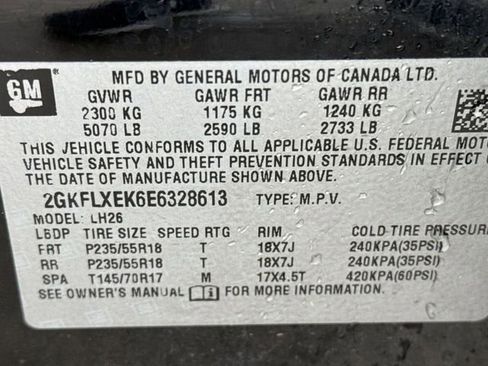 GM
MFD BY GENERAL MOTORS OF CANADA LTD.
GVWR GAWR FRT GAWR RR
2300 KG 1175 KG 1240 KG
5070 LB 2590 LB 2733 LB
THIS VEHICLE CONFORMS TO ALL APPLICABLE U.S. FEDERAL MOTOR
VEHICLE SAFETY AND THEFT PREVENTION STANDARDS IN EFFECT O
THE DATE OF MANUFACTURE SHOWN ABOVE.
2GKFLXEK6E6328613 TYPE: M.P.V.
MODEL: LH26
LBDP TIRE SIZE SPEED RTG RIM COLD TIRE PRESSURE
FRT P235/55R18 T 18X7J 240KPA(35PSI)
RR P235/55R18 T 18X7J 240KPA(35PSI)
SPA T145/70R17 M 17X4.5T 420KPA(60PSI)
SEE OWNER'S MANUAL FOR MORE INFORMATION.